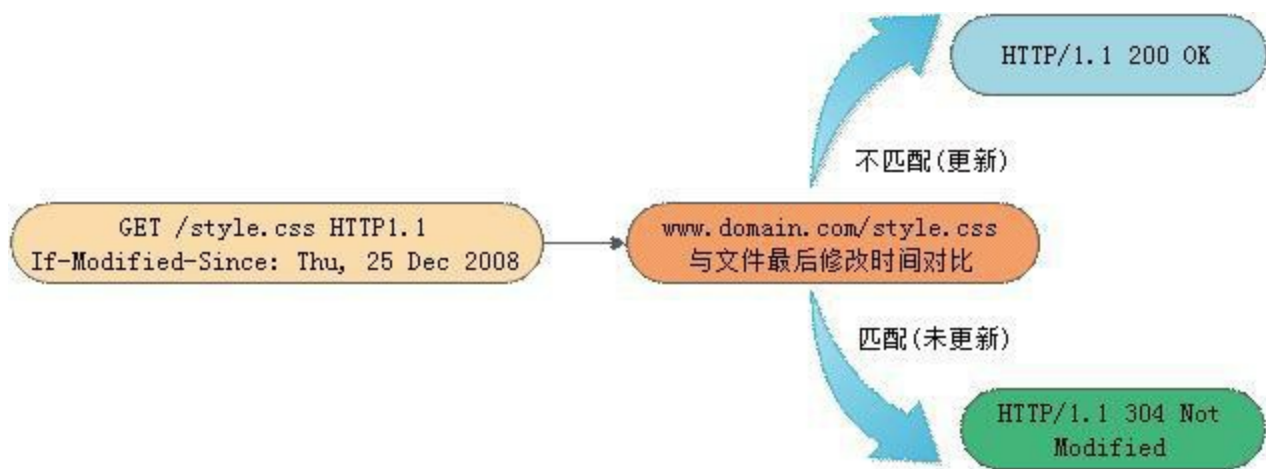 HTTP/1.1 200 OK
不匹配(更新)
GET /style.css HTTP1.1
If-Modified-Since: Thu, 25 Dec 2008
www.domain.com/style.css
与文件最后修改时间对比
匹配(未更新)
HTTP/1.1 304 Not
Modified